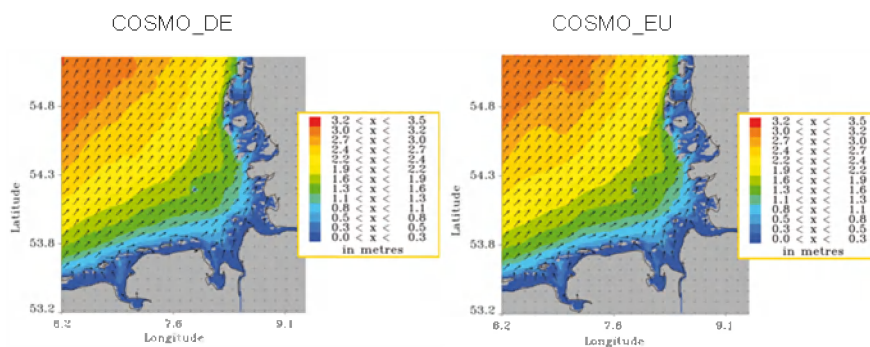 COSMO_DE
54.8
54.3
53.8
53.2
Latitude
6.2 7.6 9.1
Longitude
3.2 < x < 3.5
3.0 < x < 3.2
2.7 < x < 3.0
2.4 < x < 2.7
2.2 < x < 2.4
1.9 < x < 2.2
1.6 < x < 1.9
1.3 < x < 1.6
1.1 < x < 1.3
0.8 < x < 1.1
0.5 < x < 0.8
0.3 < x < 0.5
0.0 < x < 0.3
in metres
COSMO_EU
54.8
54.3
53.8
53.2
Latitude
6.2 7.6 9.1
Longitude
3.2 < x < 3.5
3.0 < x < 3.2
2.7 < x < 3.0
2.4 < x < 2.7
2.2 < x < 2.4
1.9 < x < 2.2
1.6 < x < 1.9
1.3 < x < 1.6
1.1 < x < 1.3
0.8 < x < 1.1
0.5 < x < 0.8
0.3 < x < 0.5
0.0 < x < 0.3
in metres